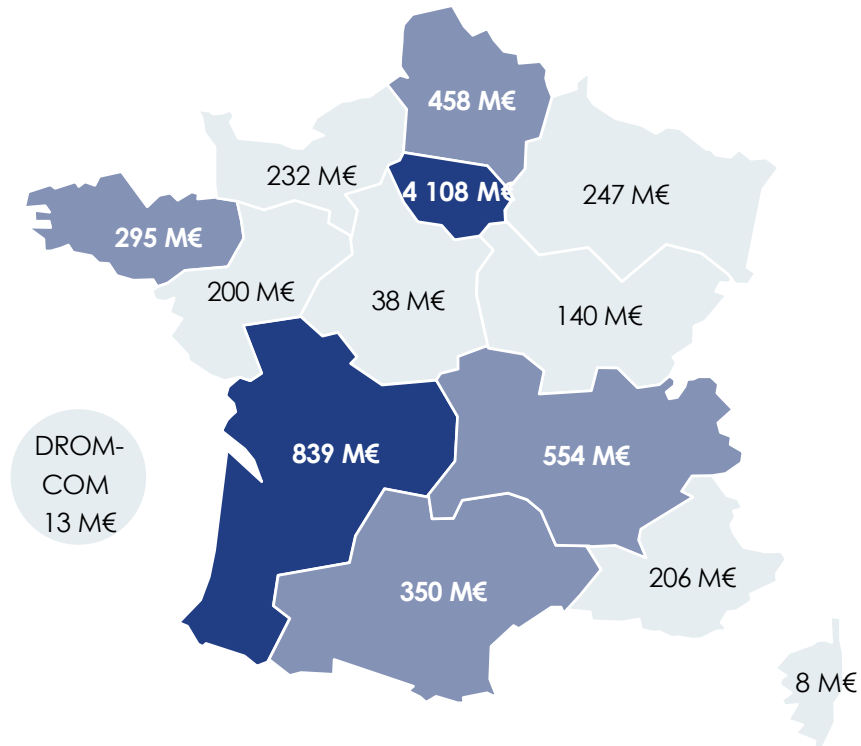 458 M€
232 M€
4 108 M€
247 M€
295 M€
200 M€
38 M€
140 M€
DROM-
COM
13 M€
839 M€
554 M€
350 M€
206 M€
8 M€